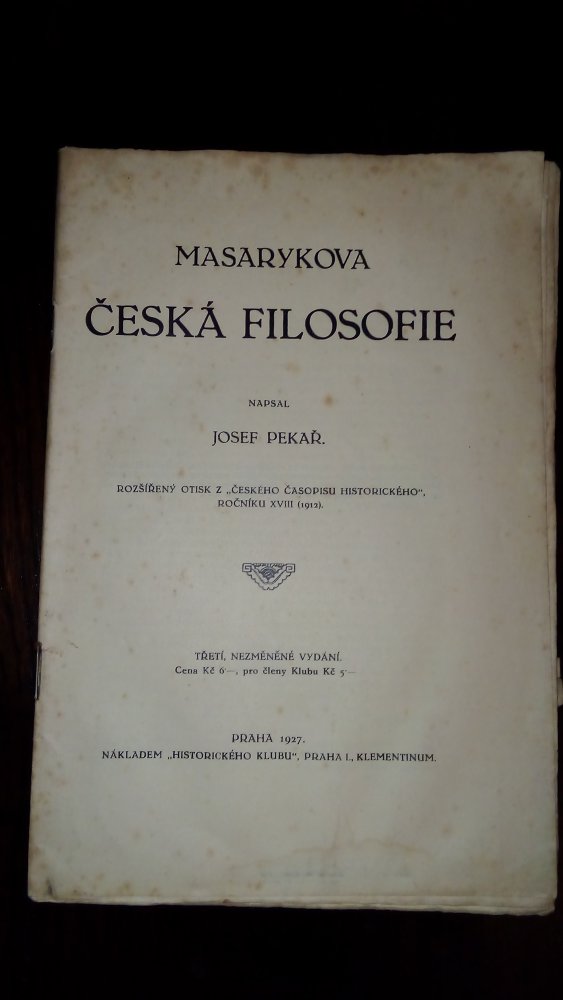 MASARYKOVA
ČESKÁ FILOSOFIE
NAPSAL
JOSEF PEKAŘ.
ROZŠÍŘENÝ OTISK Z „ČESKÉHO ČASOPISU HISTORICKÉHO“,
ROČNÍKU XVIII (1912).
TŘETÍ, NEZMĚNĚNÉ VYDÁNÍ.
Cena Kč 6·—, pro členy Klubu Kč 5·—
PRAHA 1927.
NÁKLADEM „HISTORICKÉHO KLUBU“, PRAHA I., KLEMENTINUM.